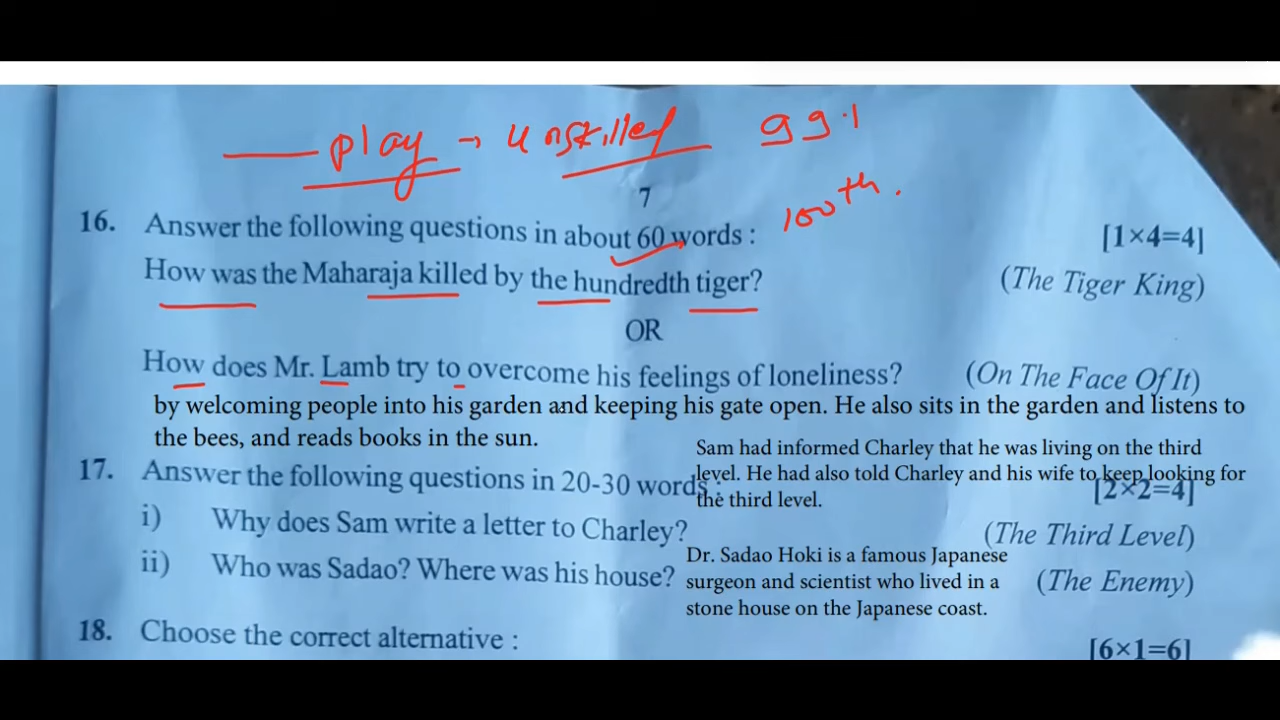 play → unskilled 99.1
7
100th.
16. Answer the following questions in about 60 words : [1×4=4]
How was the Maharaja killed by the hundredth tiger? (The Tiger King)
OR
How does Mr. Lamb try to overcome his feelings of loneliness? (On The Face Of It)
by welcoming people into his garden and keeping his gate open. He also sits in the garden and listens to
the bees, and reads books in the sun.
Sam had informed Charley that he was living on the third
level. He had also told Charley and his wife to keep looking for
the third level.
17. Answer the following questions in 20-30 words : [2×2=4]
i) Why does Sam write a letter to Charley? (The Third Level)
ii) Who was Sadao? Where was his house? (The Enemy)
Dr. Sadao Hoki is a famous Japanese
surgeon and scientist who lived in a
stone house on the Japanese coast.
18. Choose the correct alternative : [6×1=6]